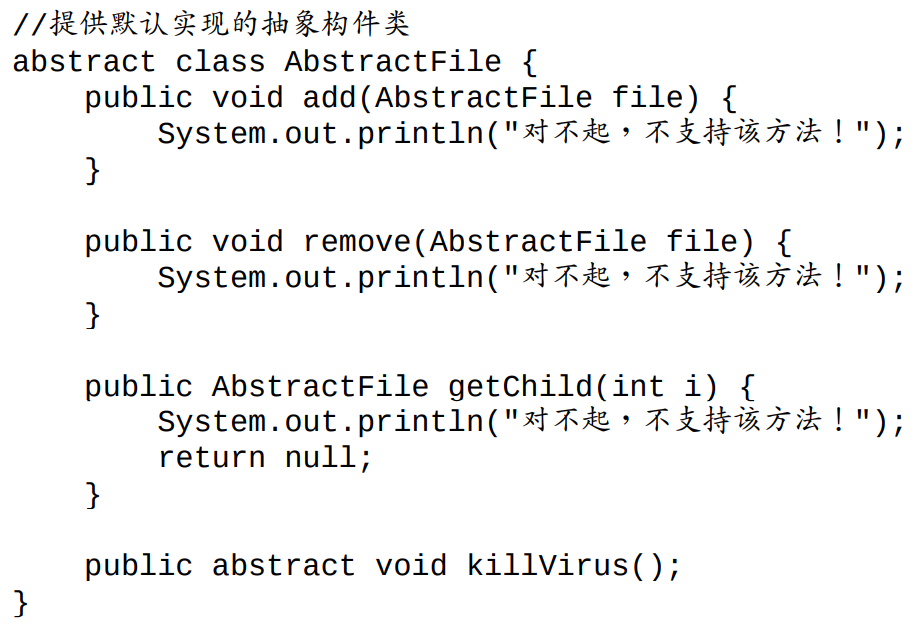 //提供默认实现的抽象构件类
abstract class AbstractFile {
    public void add(AbstractFile file) {
        System.out.println("对不起，不支持该方法！");
    }

    public void remove(AbstractFile file) {
        System.out.println("对不起，不支持该方法！");
    }

    public AbstractFile getChild(int i) {
        System.out.println("对不起，不支持该方法！");
        return null;
    }

    public abstract void killVirus();
}